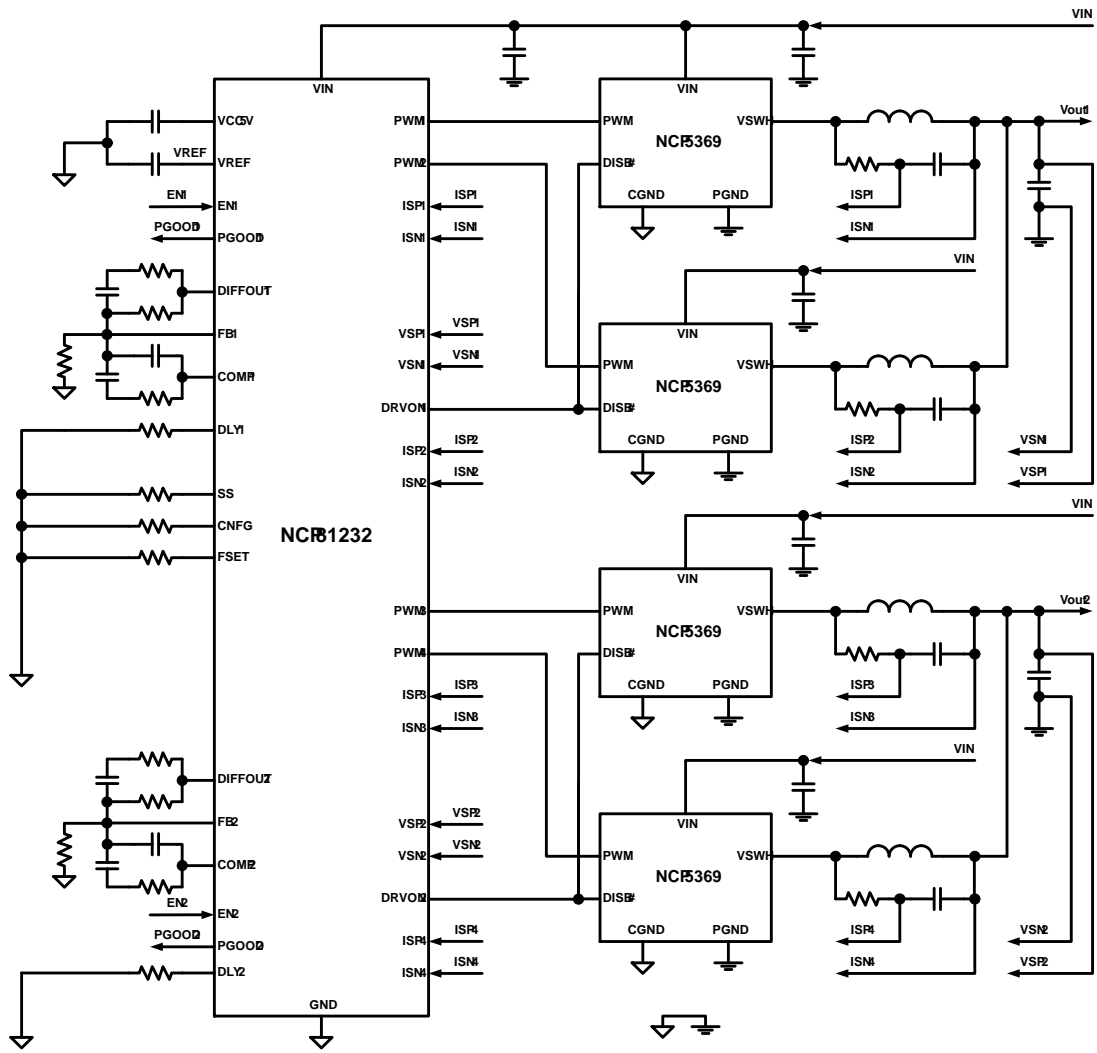 VIN
VIN
VIN
VCC5V
VREF
VREF
EN1
EN1
PGOOD1
PGOOD1
DIFFOUT1
FB1
COMP1
DLY1
SS
CNFG
FSET
NCP81232
DIFFOUT2
FB2
COMP2
EN2
EN2
PGOOD2
PGOOD2
DLY2
GND
PWM1
PWM2
ISP1
ISP1
ISN1
ISN1
VSP1
VSP1
VSN1
VSN1
DRVON1
ISP2
ISP2
ISN2
ISN2
PWM3
PWM4
ISP3
ISP3
ISN3
ISN3
VSP2
VSP2
VSN2
VSN2
DRVON2
ISP4
ISP4
ISN4
ISN4
PWM VSWH
NCP5369
DISB#
CGND PGND
Vout1
ISP1
ISN1
VIN
VIN
PWM VSWH
NCP5369
DISB#
CGND PGND
ISP2
ISN2
VSN1
VSP1
VIN
VIN
PWM VSWH
NCP5369
DISB#
CGND PGND
Vout2
ISP3
ISN3
VIN
VIN
PWM VSWH
NCP5369
DISB#
CGND PGND
ISP4
ISN4
VSN2
VSP2